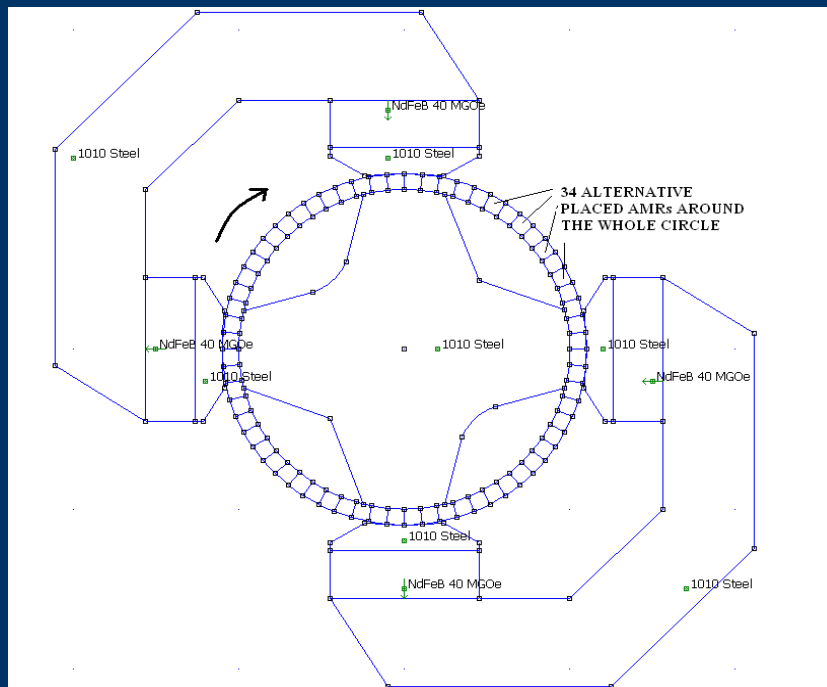 NdFeB 40 MGOe
1010 Steel
1010 Steel
34 ALTERNATIVE
PLACED AMRs AROUND
THE WHOLE CIRCLE
NdFeB 40 MGOe
1010 Steel
1010 Steel
1010 Steel
NdFeB 40 MGOe
1010 Steel
NdFeB 40 MGOe
1010 Steel